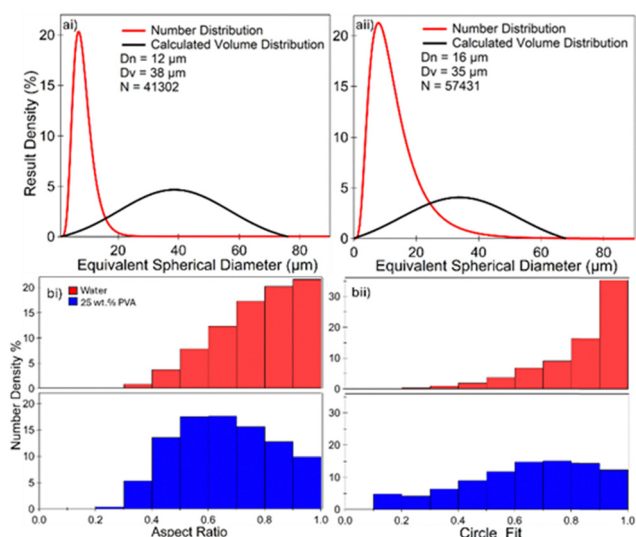 ai)
Number Distribution
Calculated Volume Distribution
Dn = 12 µm
Dv = 38 µm
N = 41302
Result Density (%)
20
15
10
5
0
20
40
60
80
Equivalent Spherical Diameter (µm)
aii)
Number Distribution
Calculated Volume Distribution
Dn = 16 µm
Dv = 35 µm
N = 57431
20
15
10
5
0
0
20
40
60
80
Equivalent Spherical Diameter (µm)
bi)
Water
25 wt.% PVA
Number Density %
20
15
10
5
0
20
15
10
5
0
0.0
0.2
0.4
0.6
0.8
1.0
Aspect Ratio
bii)
30
20
10
0
30
20
10
0
0.0
0.2
0.4
0.6
0.8
1.0
Circle_Fit